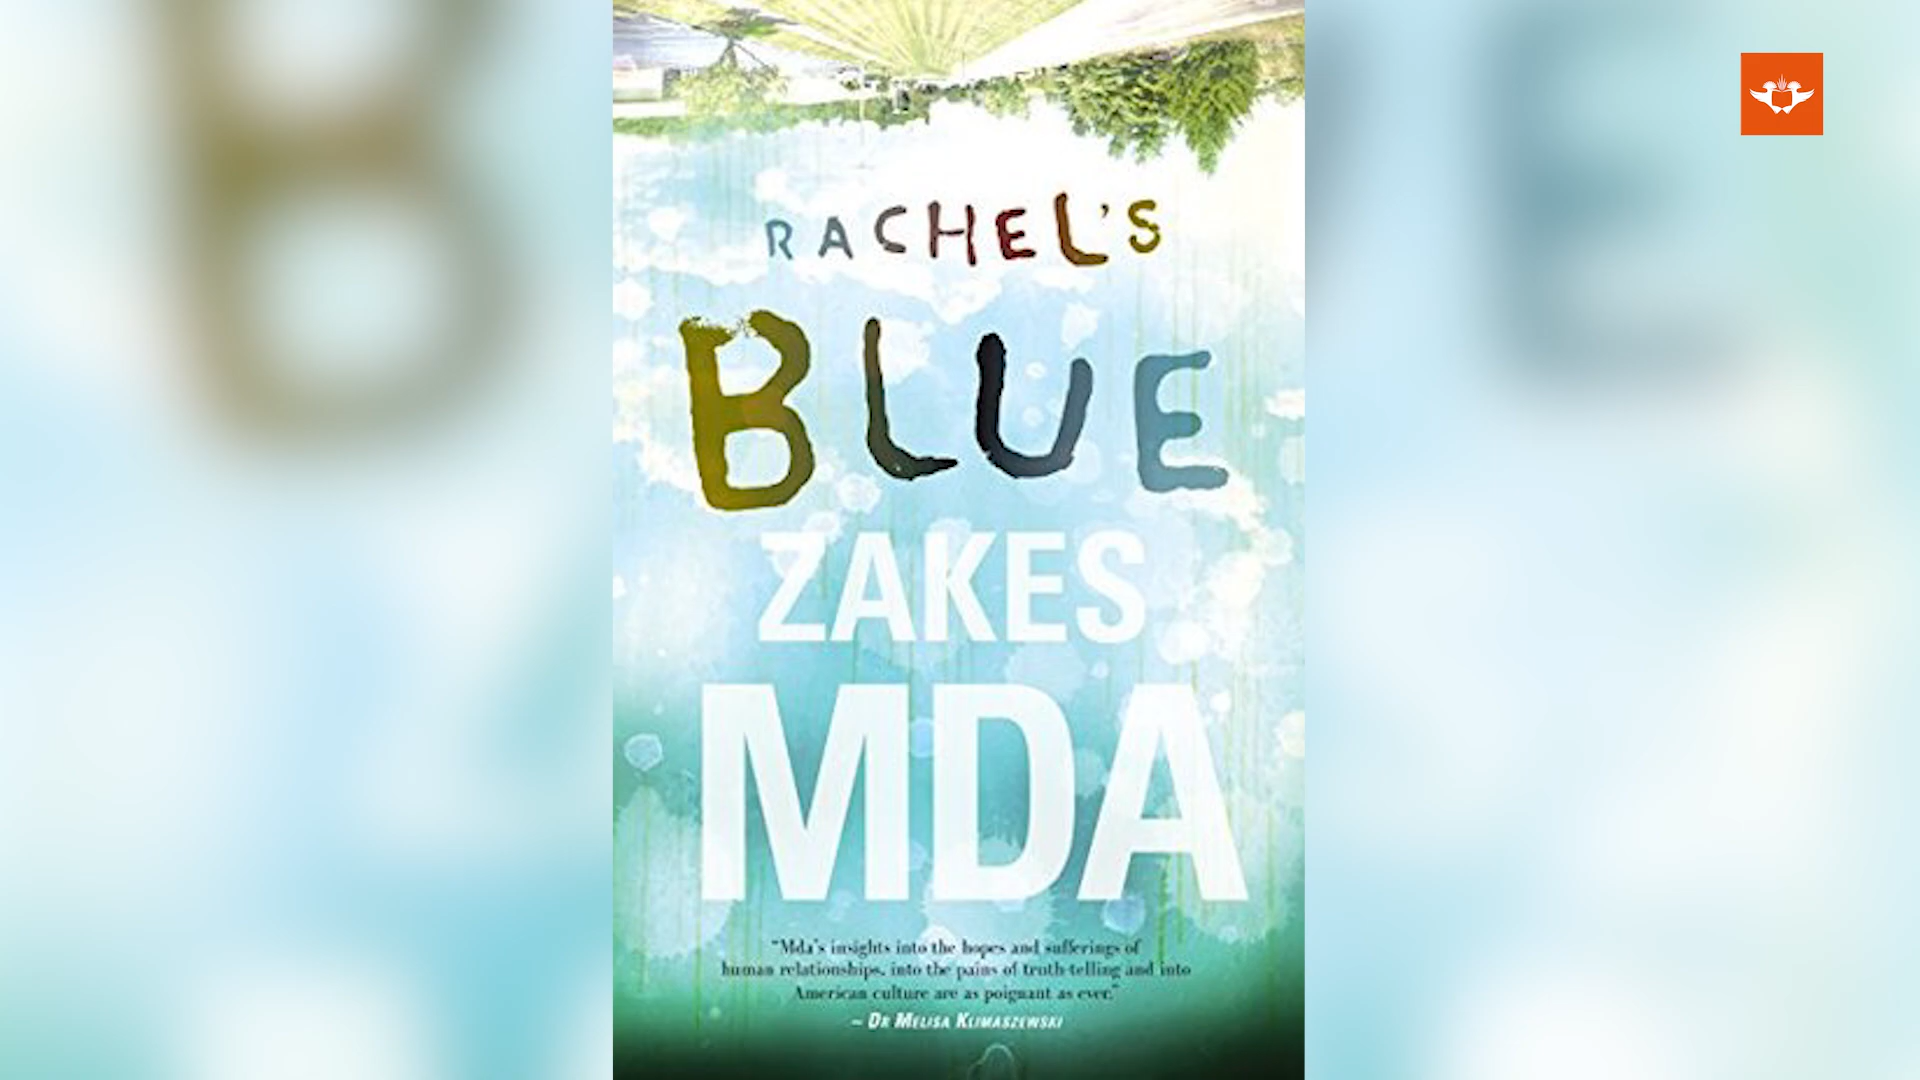 RACHEL'S
BLUE
ZAKES
MDA
"Mda's insights into the hopes and sufferings of
human relationships, into the pains of truth-telling and into
American culture are as poignant as ever."
– DR MELISA KLIMASZEWSKI